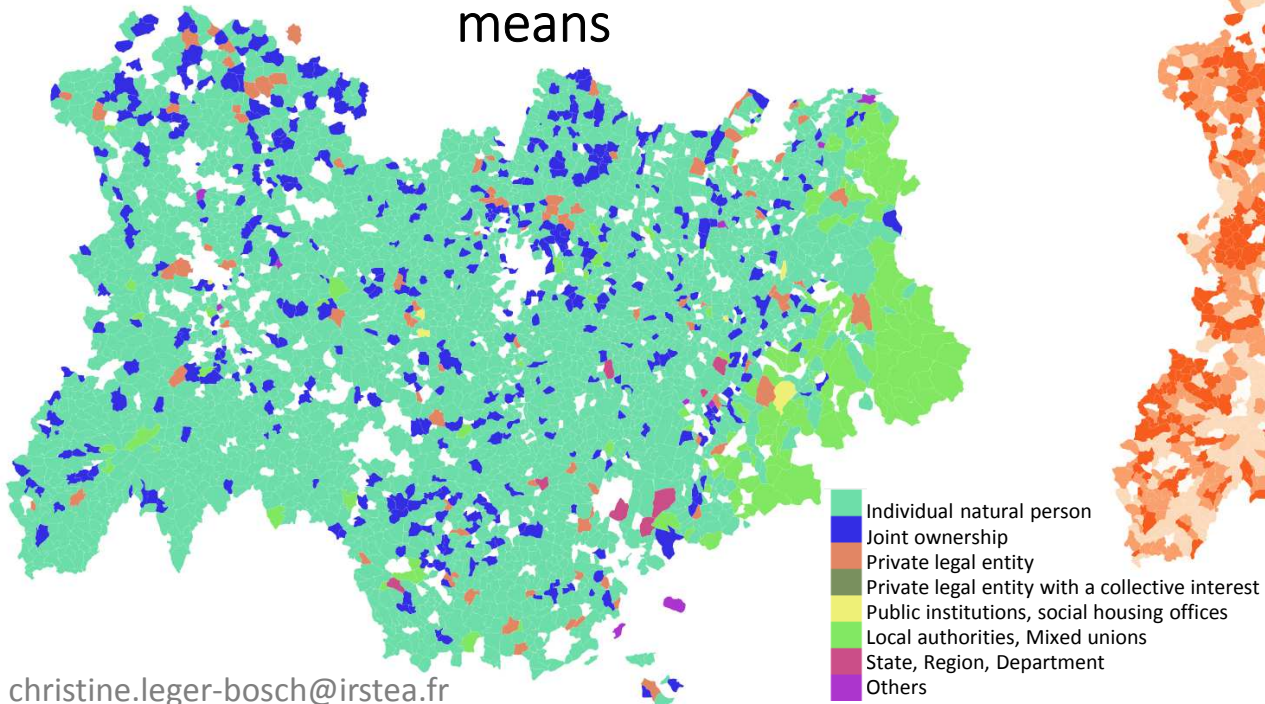 means
Individual natural person
Joint ownership
Private legal entity
Private legal entity with a collective interest
Public institutions, social housing offices
Local authorities, Mixed unions
State, Region, Department
Others
christine.leger-bosch@irstea.fr